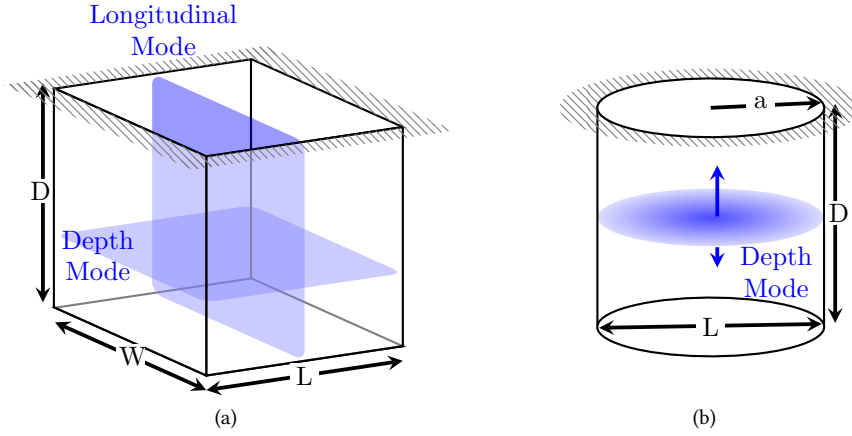 Longitudinal
Mode
D
Depth
Mode
W
L
(a)
a
D
Depth
Mode
L
(b)